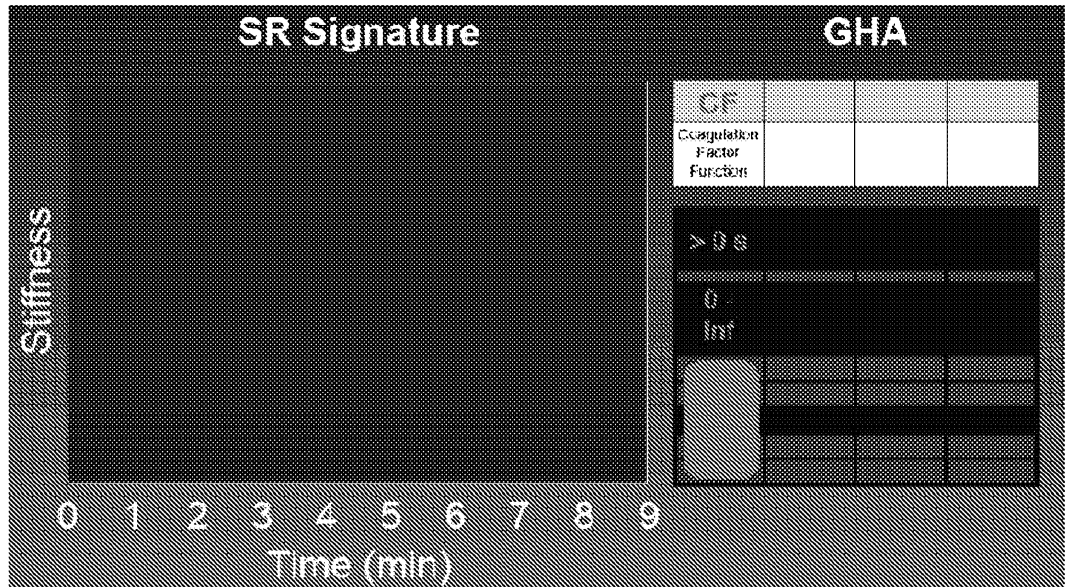 SR Signature
GHA
CF
Coagulation
Factor
Function
> 0 s
0
Inf
Stiffness
0 1 2 3 4 5 6 7 8 9
Time (min)